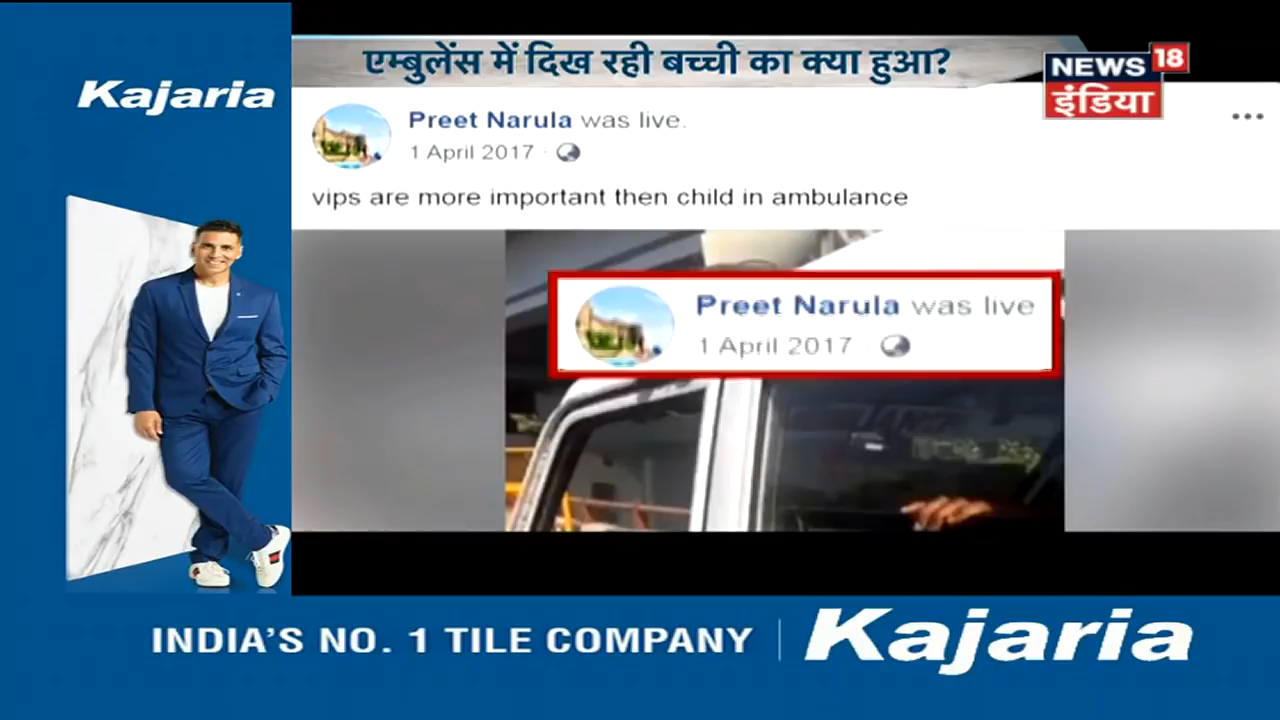 एम्बुलेंस में दिख रही बच्ची का क्या हुआ?
NEWS 18
इंडिया
Kajaria
Preet Narula was live.
1 April 2017 ·
vips are more important then child in ambulance
Preet Narula was live
1 April 2017 ·
INDIA'S NO. 1 TILE COMPANY
Kajaria